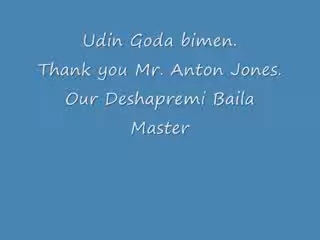 Udin Goda bimen.
Thank you Mr. Anton Jones.
Our Deshapremi Baila
Master